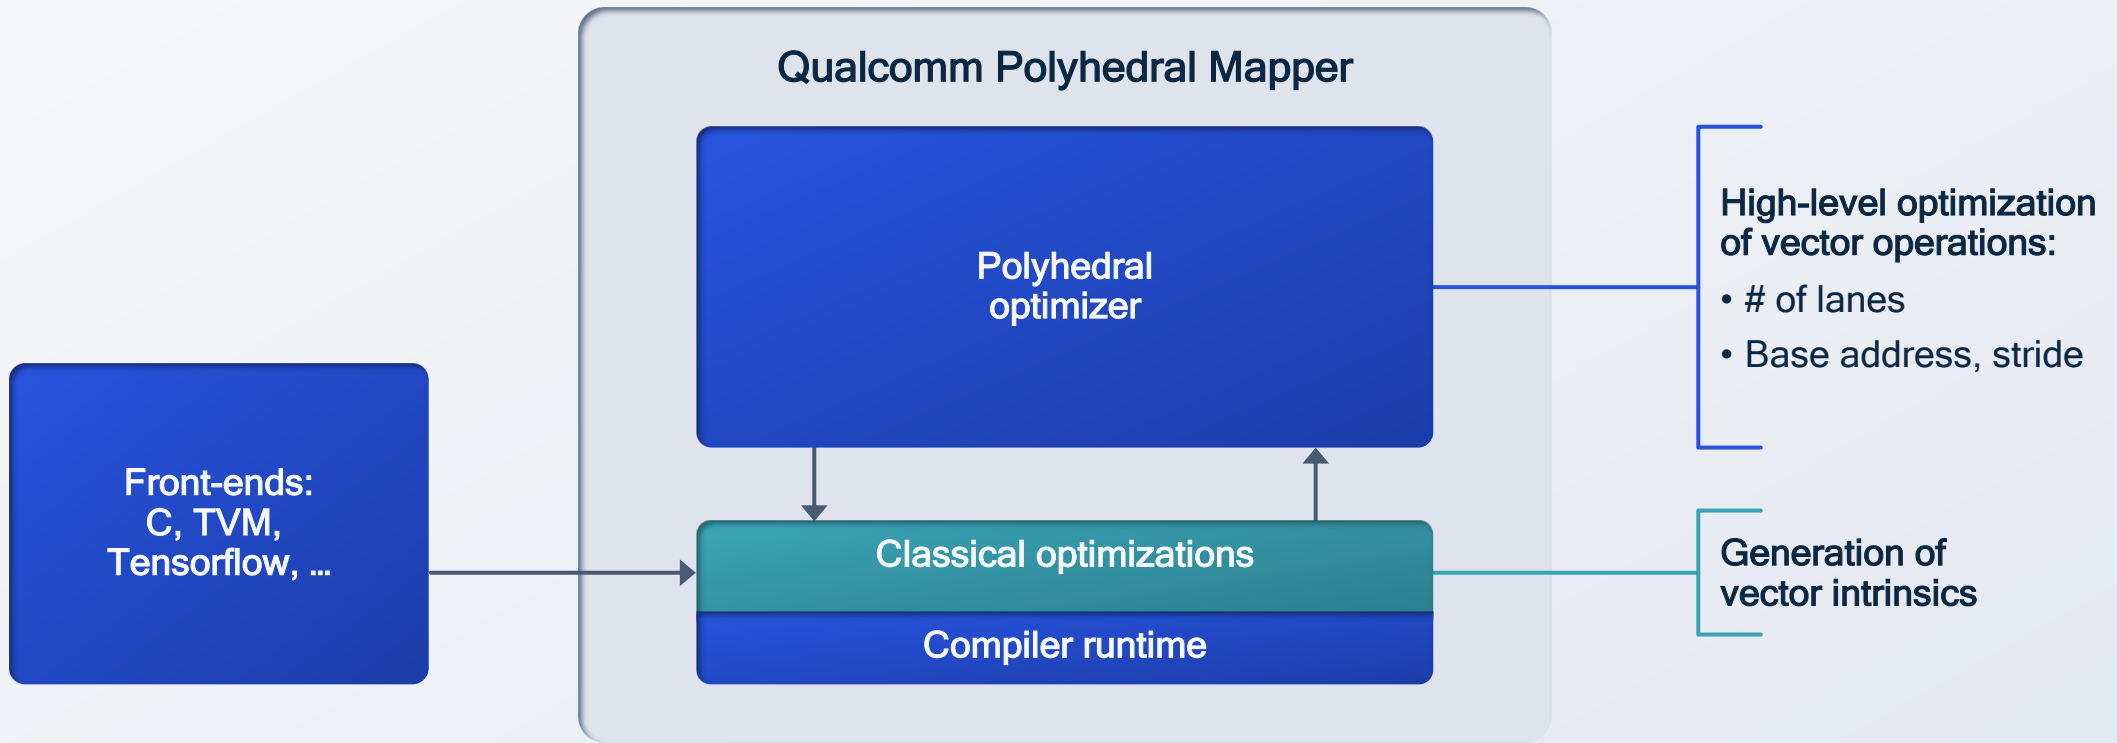 Qualcomm Polyhedral Mapper
Polyhedral
optimizer
High-level optimization
of vector operations:
• # of lanes
• Base address, stride
Front-ends:
C, TVM,
Tensorflow, ...
Classical optimizations
Compiler runtime
Generation of
vector intrinsics